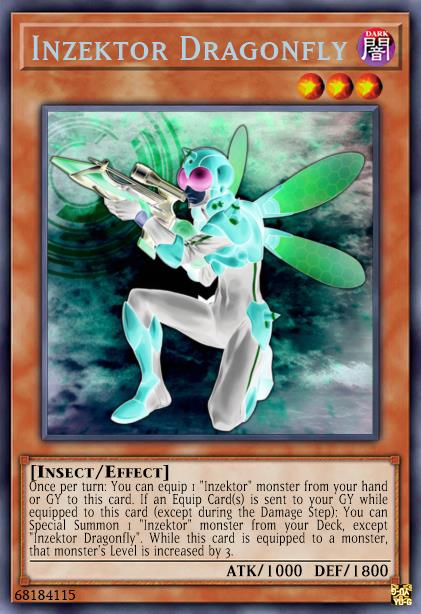 Inzektor Dragonfly
DARK
闇
[Insect/Effect]
Once per turn: You can equip 1 "Inzektor" monster from your hand
or GY to this card. If an Equip Card(s) is sent to your GY while
equipped to this card (except during the Damage Step): You can
Special Summon 1 "Inzektor" monster from your Deck, except
"Inzektor Dragonfly". While this card is equipped to a monster,
that monster's Level is increased by 3.
ATK/1000 DEF/1800
68184115